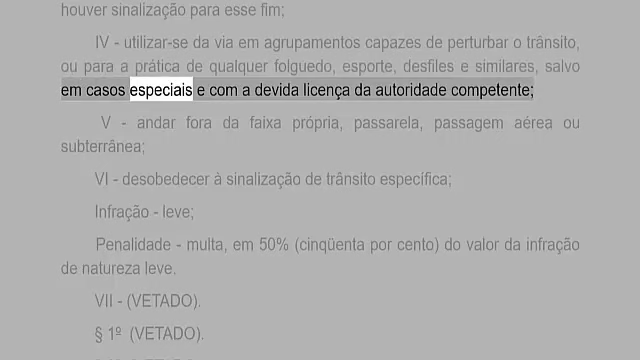 houver sinalização para esse fim;
IV - utilizar-se da via em agrupamentos capazes de perturbar o trânsito,
ou para a prática de qualquer folguedo, esporte, desfiles e similares, salvo
em casos especiais e com a devida licença da autoridade competente;
V - andar fora da faixa própria, passarela, passagem aérea ou
subterrânea;
VI - desobedecer à sinalização de trânsito específica;
Infração - leve;
Penalidade - multa, em 50% (cinqüenta por cento) do valor da infração
de natureza leve.
VII - (VETADO).
§ 1º (VETADO).